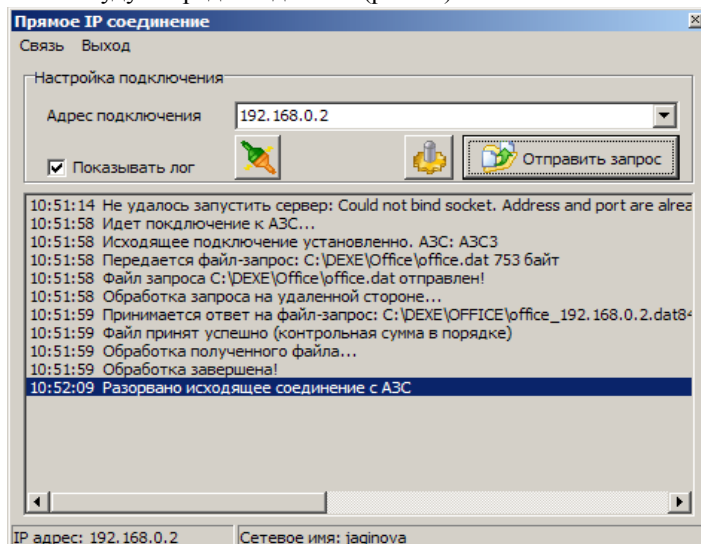 Прямое IP соединение
Связь Выход
Настройка подключения
Адрес подключения 192.168.0.2
Показывать лог Отправить запрос
10:51:14 Не удалось запустить сервер: Could not bind socket. Address and port are alrea
10:51:58 Идет покдлючение к АЗС...
10:51:58 Исходящее подключение установленно. АЗС: АЗС3
10:51:58 Передается файл-запрос: C:\DEXE\Office\office.dat 753 байт
10:51:58 Файл запроса C:\DEXE\Office\office.dat отправлен!
10:51:58 Обработка запроса на удаленной стороне...
10:51:59 Принимается ответ на файл-запрос: C:\DEXE\OFFICE\office_192.168.0.2.dat84
10:51:59 Файл принят успешно (контрольная сумма в порядке)
10:51:59 Обработка полученного файла...
10:51:59 Обработка завершена!
10:52:09 Разорвано исходящее соединение с АЗС
IP адрес: 192.168.0.2 Сетевое имя: jaginova